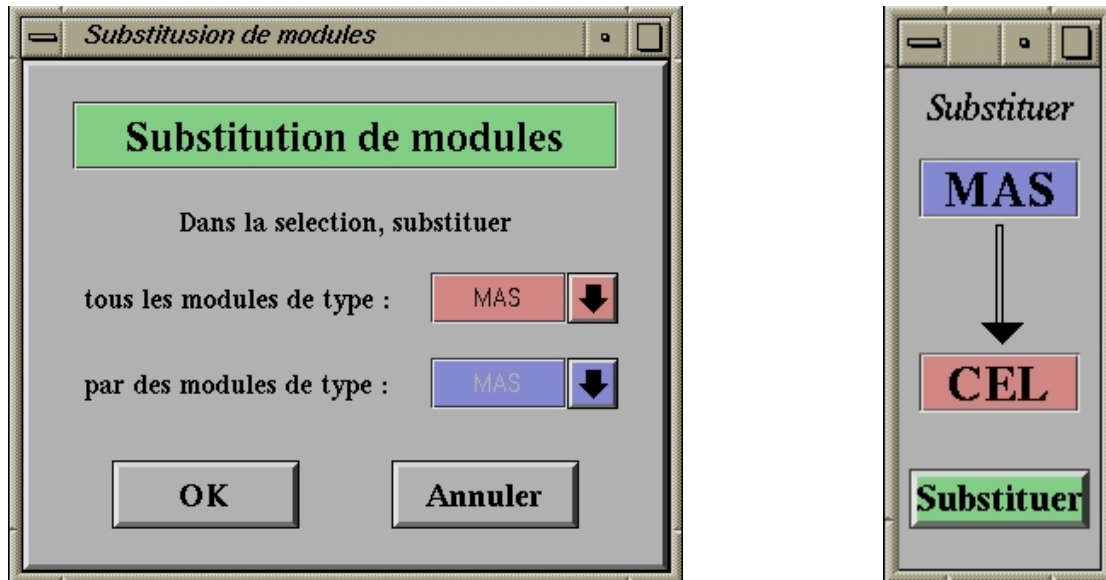 Substitusion de modules
Substitution de modules
Dans la selection, substituer
tous les modules de type : MAS
par des modules de type : MAS
OK Annuler
Substituer
MAS
CEL
Substituer